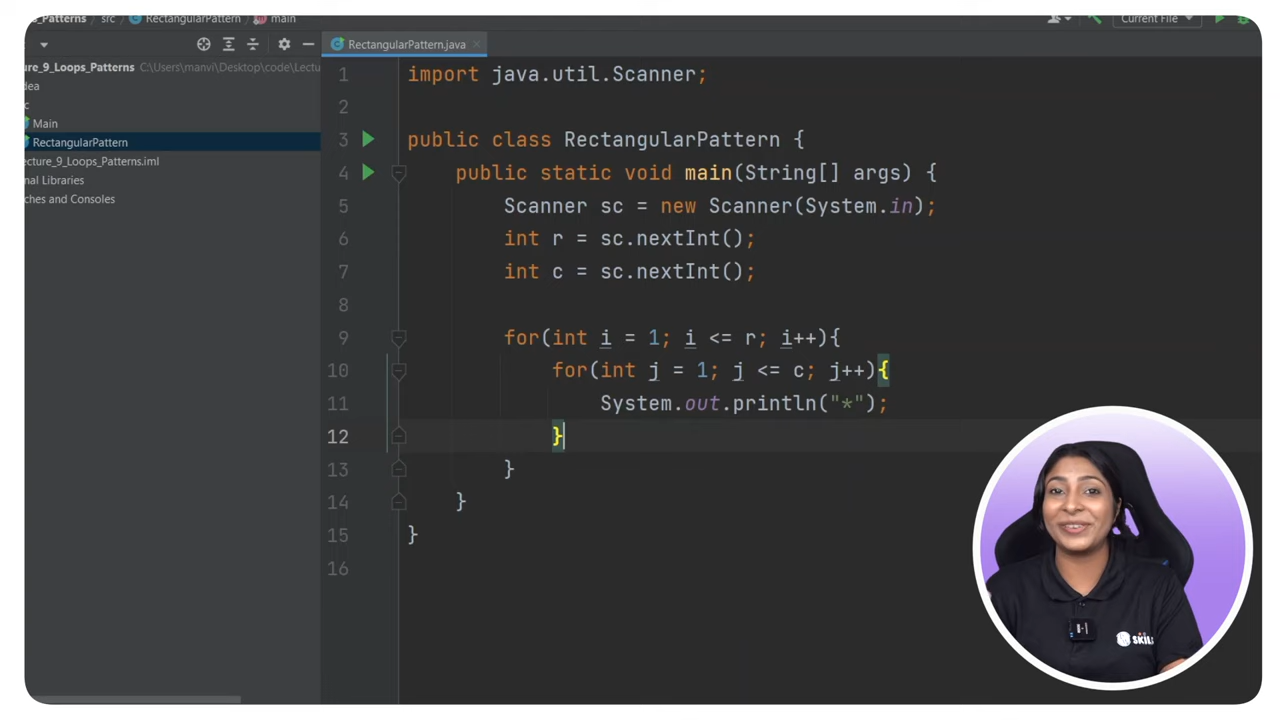 s_Patterns src RectangularPattern main
Current File
RectangularPattern.java
ure_9_Loops_Patterns C:\Users\manvi\Desktop\code\Lectu
dea
c
Main
RectangularPattern
ecture_9_Loops_Patterns.iml
nal Libraries
ches and Consoles
1 import java.util.Scanner;
2
3 public class RectangularPattern {
4 public static void main(String[] args) {
5 Scanner sc = new Scanner(System.in);
6 int r = sc.nextInt();
7 int c = sc.nextInt();
8
9 for(int i = 1; i <= r; i++){
10 for(int j = 1; j <= c; j++){
11 System.out.println("*");
12 }
13 }
14 }
15 }
16
SKIL